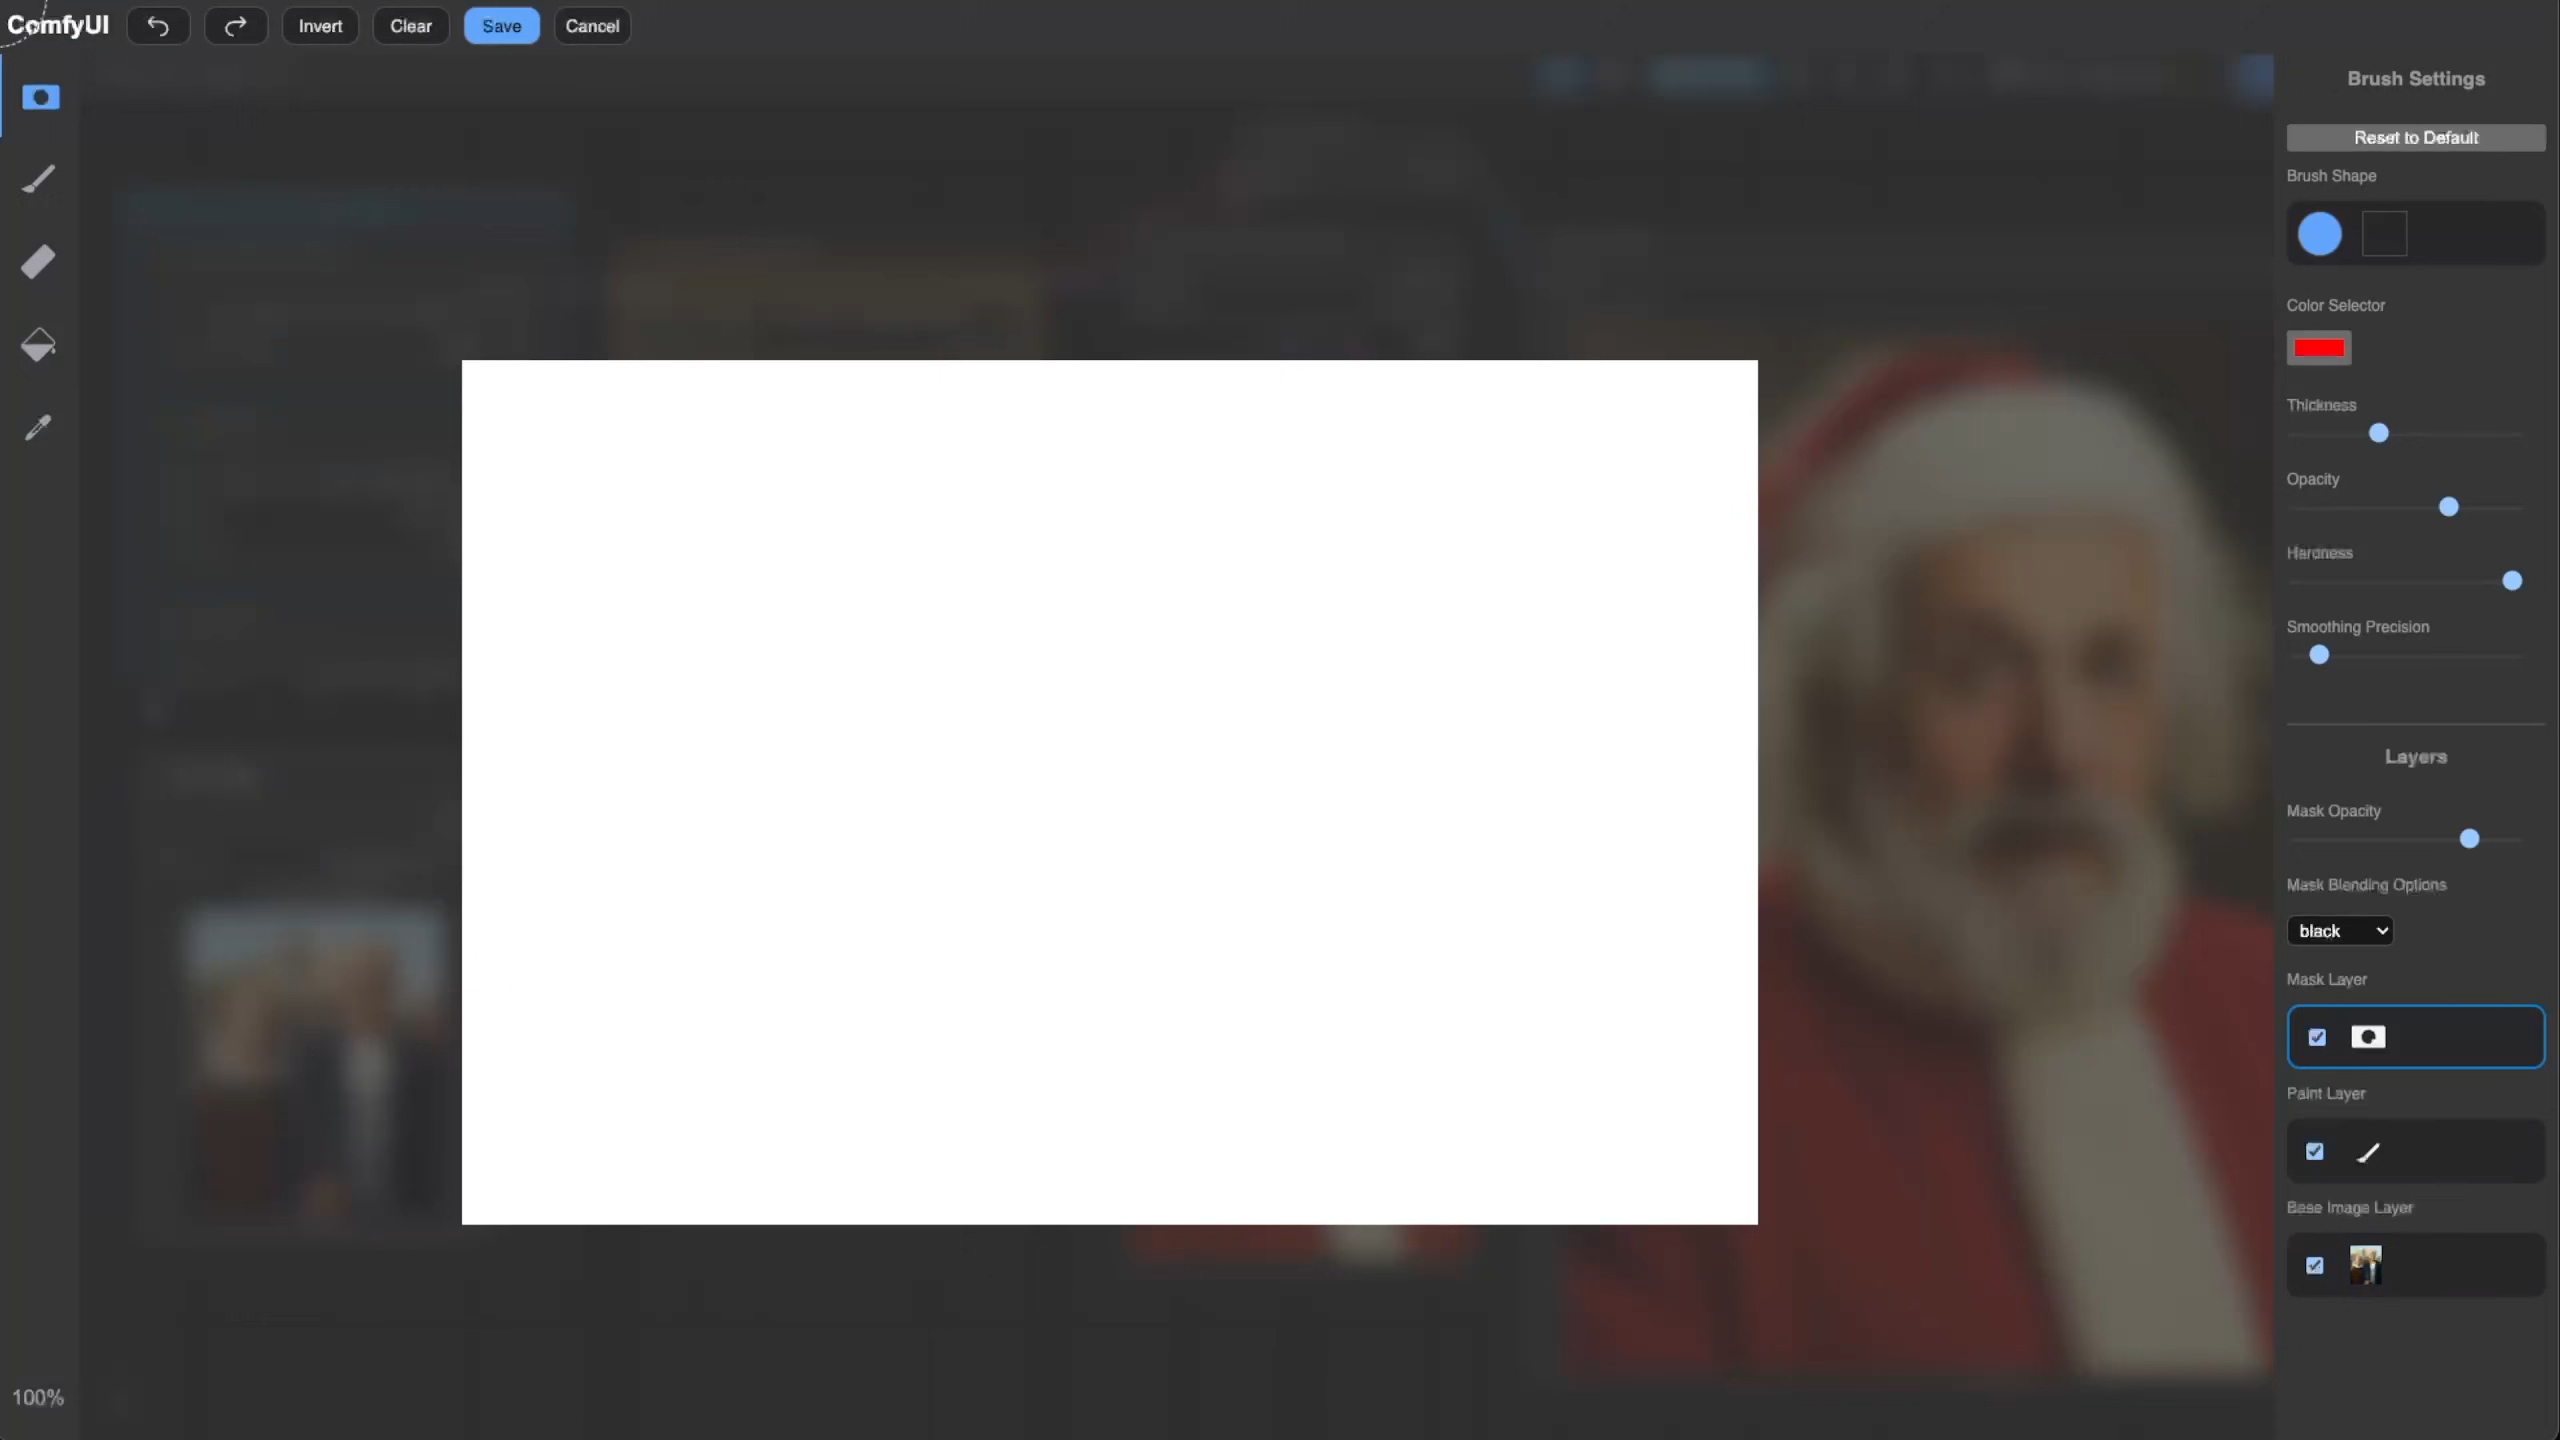 ComfyUI
Invert
Clear
Save
Cancel
Brush Settings
Reset to Default
Brush Shape
Color Selector
Thickness
Opacity
Hardness
Smoothing Precision
Layers
Mask Opacity
Mask Blending Options
black
Mask Layer
Paint Layer
Base Image Layer
100%